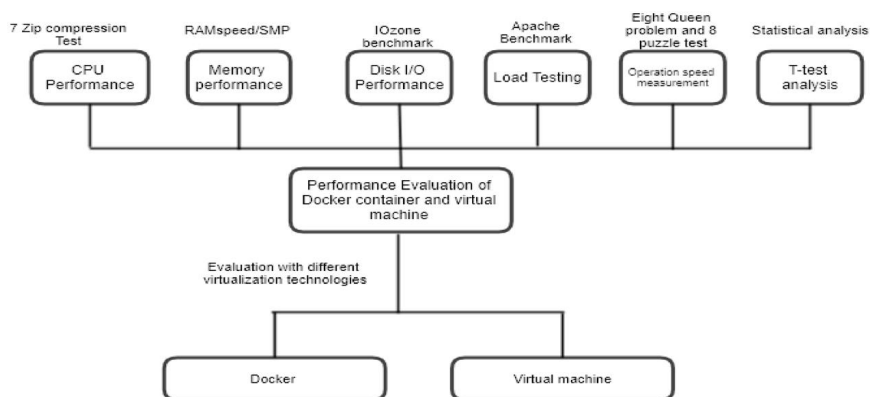 7 Zip compression
Test
CPU
Performance
RAMspeed/SMP
Memory
performance
IOzone
benchmark
Disk I/O
Performance
Apache
Benchmark
Load Testing
Eight Queen
problem and 8
puzzle test
Operation speed
measurement
Statistical analysis
T-test
analysis
Performance Evaluation of
Docker container and virtual
machine
Evaluation with different
virtualization technologies
Docker
Virtual machine